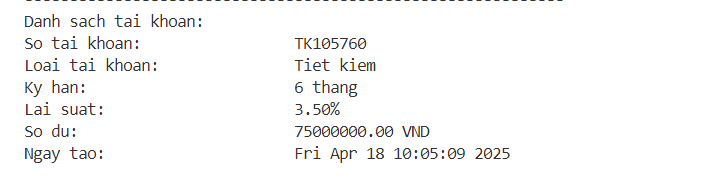 Danh sach tai khoan:
So tai khoan: TK105760
Loai tai khoan: Tiet kiem
Ky han: 6 thang
Lai suat: 3.50%
So du: 75000000.00 VND
Ngay tao: Fri Apr 18 10:05:09 2025